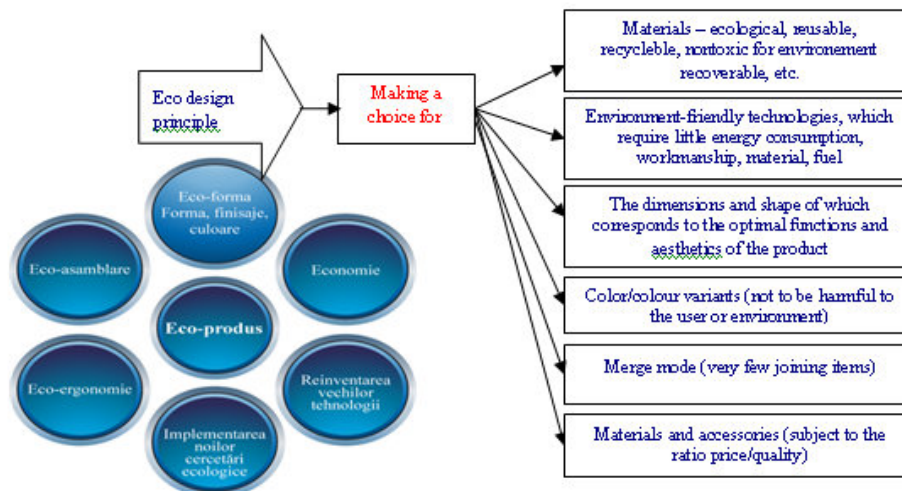 Eco design
principle
Making a
choice for
Materials – ecological, reusable,
recycleble, nontoxic for environement
recoverable, etc.
Environment-friendly technologies, which
require little energy consumption,
workmanship, material, fuel
The dimensions and shape of which
corresponds to the optimal functions and
aesthetics of the product
Color/colour variants (not to be harmful to
the user or environment)
Merge mode (very few joining items)
Materials and accessories (subject to the
ratio price/quality)
Eco-forma
Forma, finisaje,
culoare
Eco-asamblare
Economie
Eco-produs
Eco-ergonomie
Reinventarea
vechilor
tehnologii
Implementarea
noilor
cercetări
ecologice